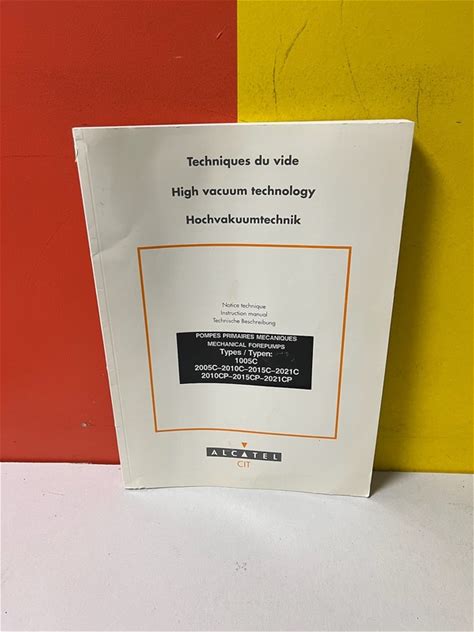 Techniques du vide
High vacuum technology
Hochvakuumtechnik
Notice technique
Instruction manual
Technische Beschreibung
POMPES PRIMAIRES MECANIQUES
MECHANICAL FOREPUMPS
Types / Typen:
1005C
2005C–2010C–2015C–2021C
2010CP–2015CP–2021CP
ALCATEL
CIT